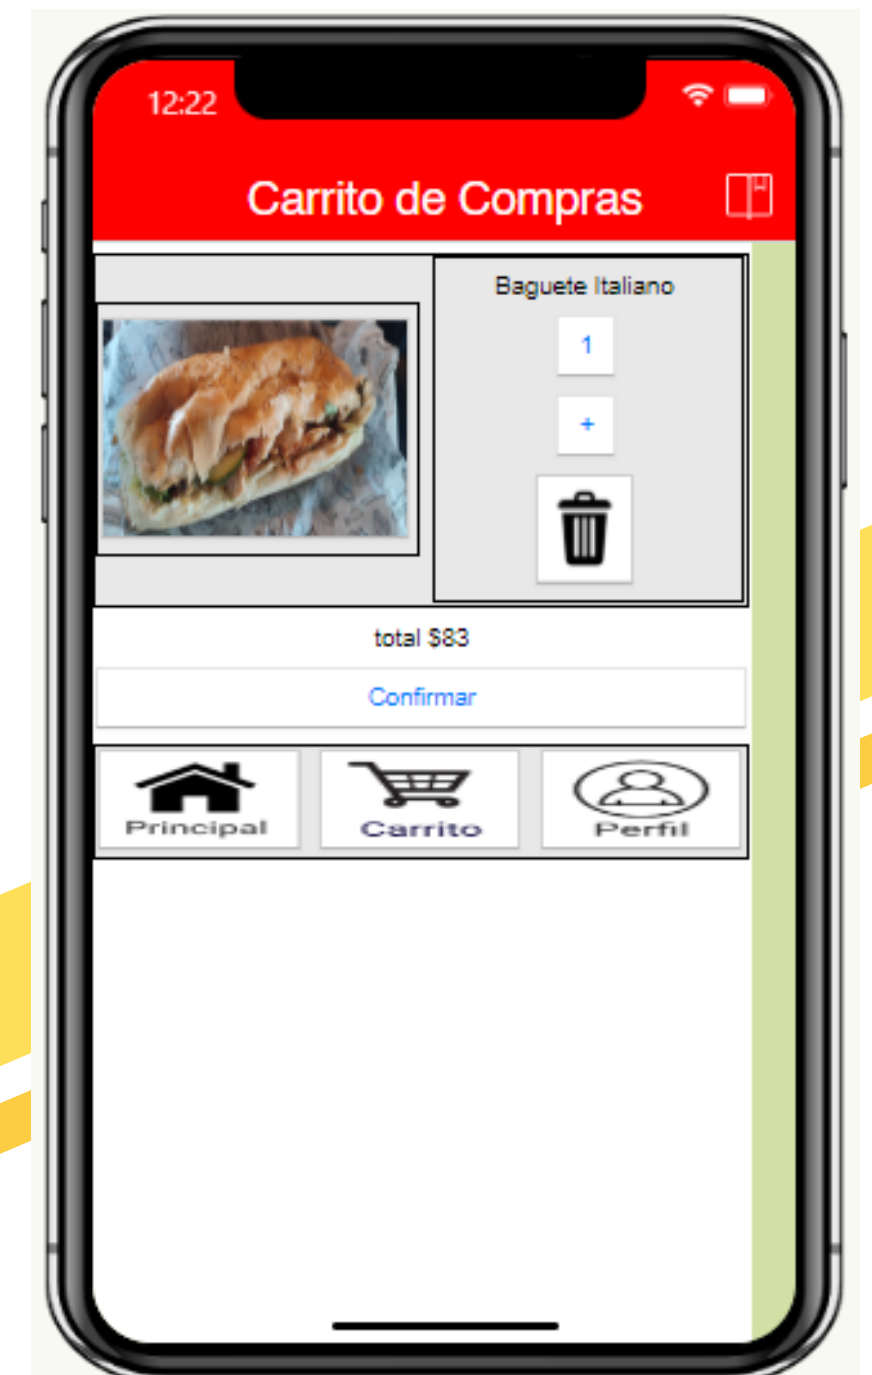 12:22
Carrito de Compras
Baguete Italiano
1
+
total $83
Confirmar
Principal
Carrito
Perfil